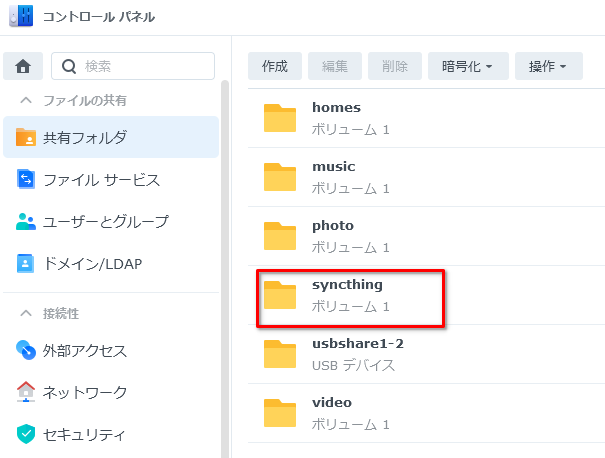 コントロール パネル
検索
ファイルの共有
共有フォルダ
ファイル サービス
ユーザーとグループ
ドメイン/LDAP
接続性
外部アクセス
ネットワーク
セキュリティ
作成 編集 削除 暗号化 操作
homes
ボリューム 1
music
ボリューム 1
photo
ボリューム 1
syncthing
ボリューム 1
usbshare1-2
USB デバイス
video
ボリューム 1